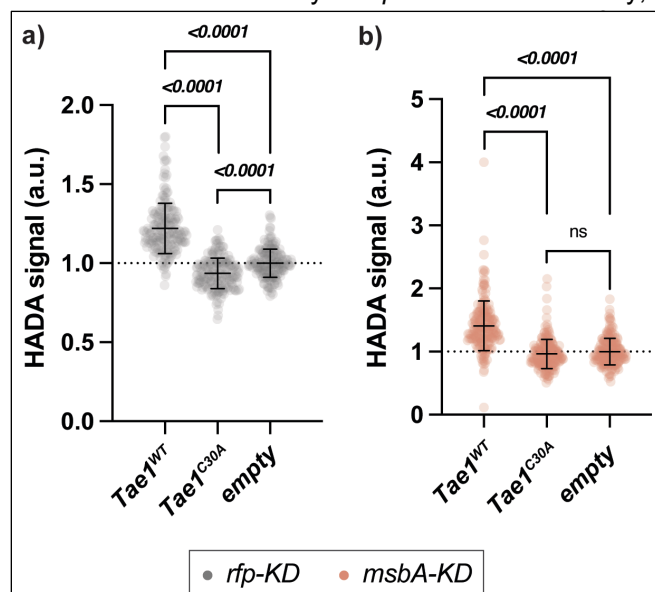 a)
<0.0001
<0.0001
<0.0001
2.0
1.5
1.0
0.5
0.0
HADA signal (a.u.)
Tae1WT
Tae1C30A
empty
b)
<0.0001
<0.0001
ns
5
4
3
2
1
0
HADA signal (a.u.)
Tae1WT
Tae1C30A
empty
rfp-KD msbA-KD